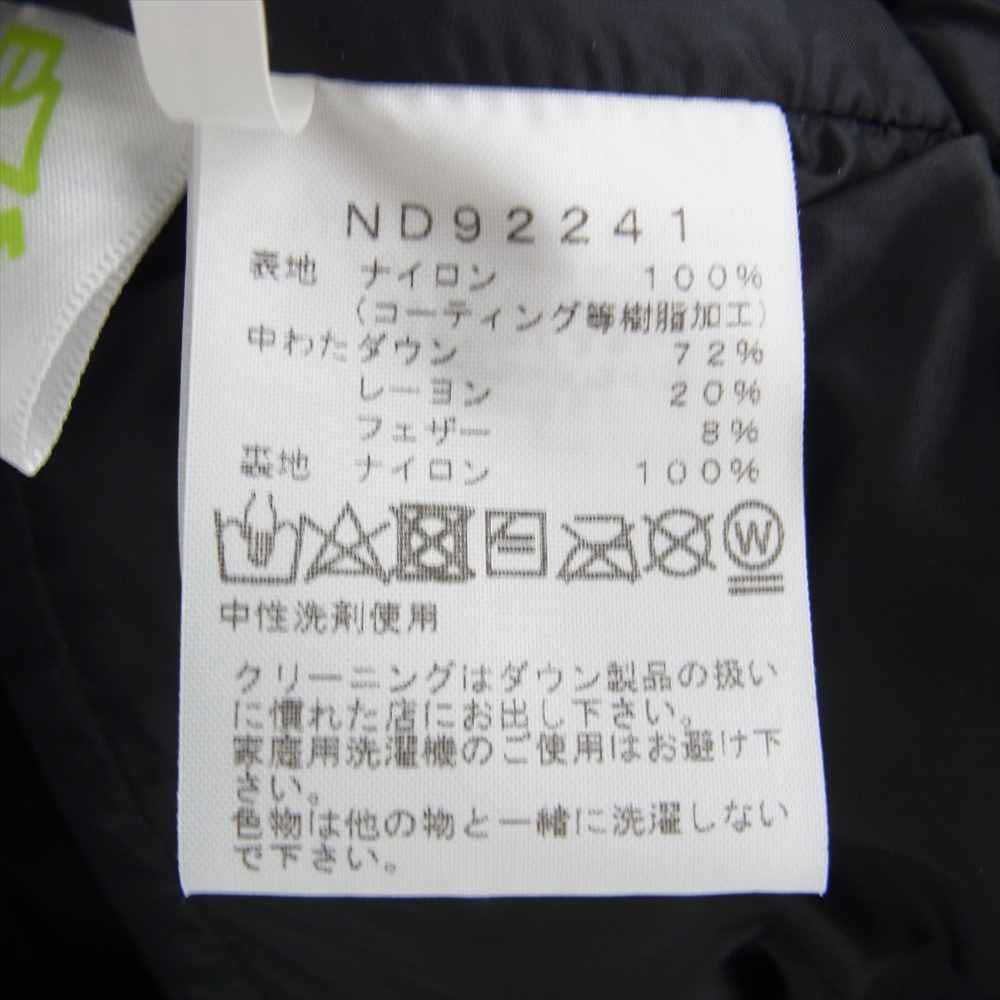 ND92241
表地 ナイロン 100%
(コーティング等樹脂加工)
中わた ダウン 72%
レーヨン 20%
フェザー 8%
裏地 ナイロン 100%
W
中性洗剤使用
クリーニングはダウン製品の扱い
に慣れた店にお出し下さい。
家庭用洗濯機のご使用はお避け下
さい。
色物は他の物と一緒に洗濯しない
で下さい。